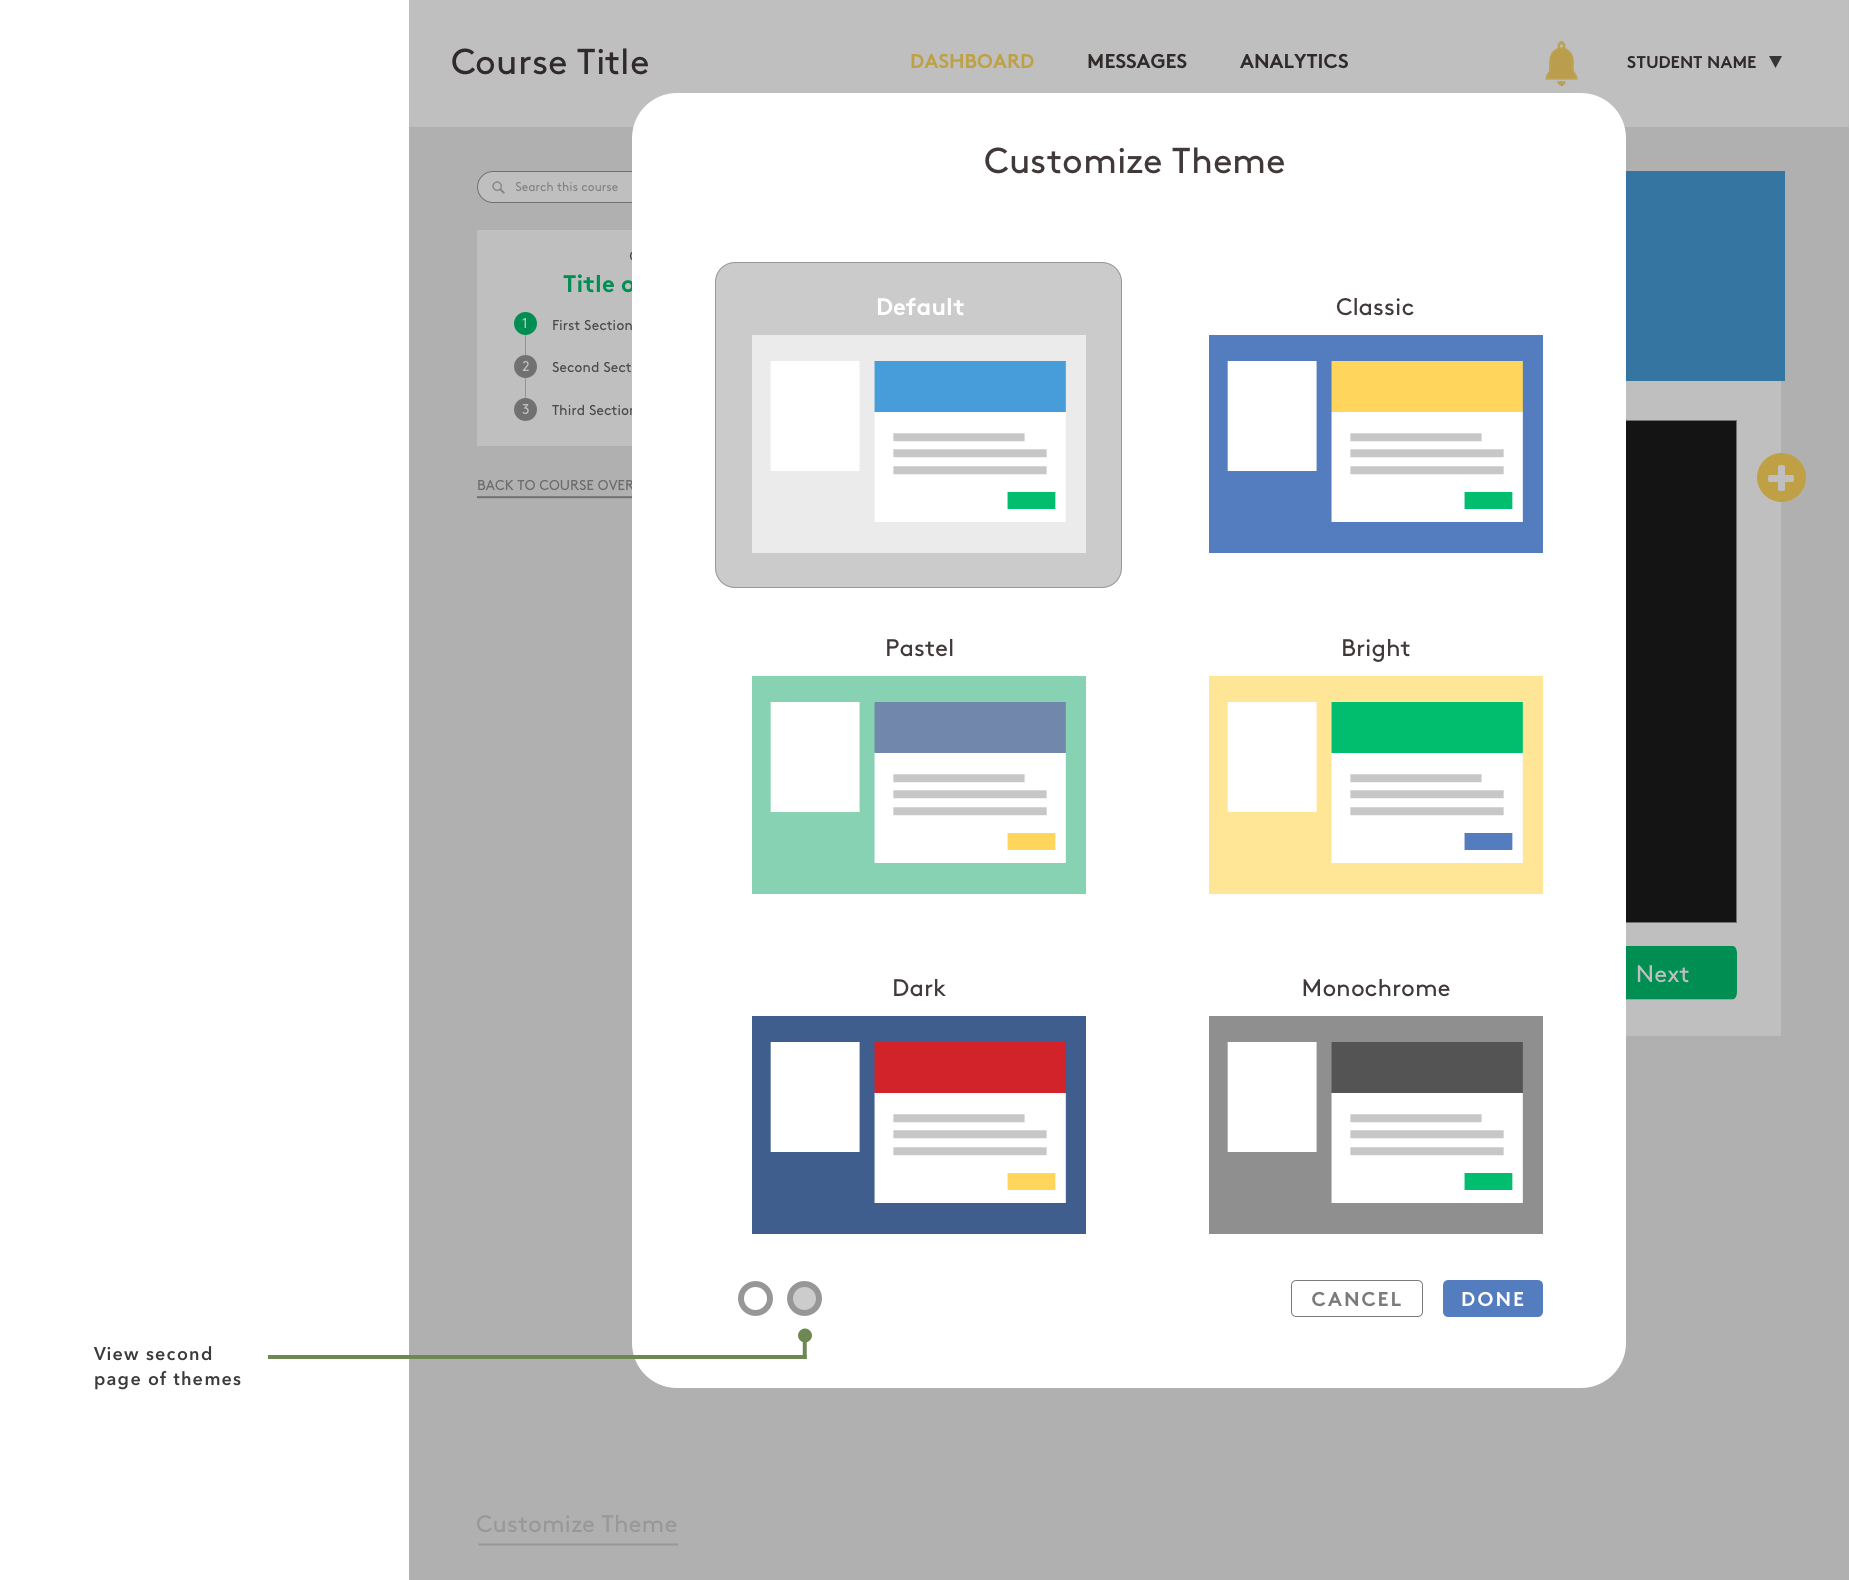 Course Title
DASHBOARD
MESSAGES
ANALYTICS
STUDENT NAME
Customize Theme
Search this course
Title o
1
First Section
2
Second Sect
3
Third Section
BACK TO COURSE OVER
Default
Classic
Pastel
Bright
Dark
Monochrome
Next
CANCEL
DONE
View second
page of themes
Customize Theme